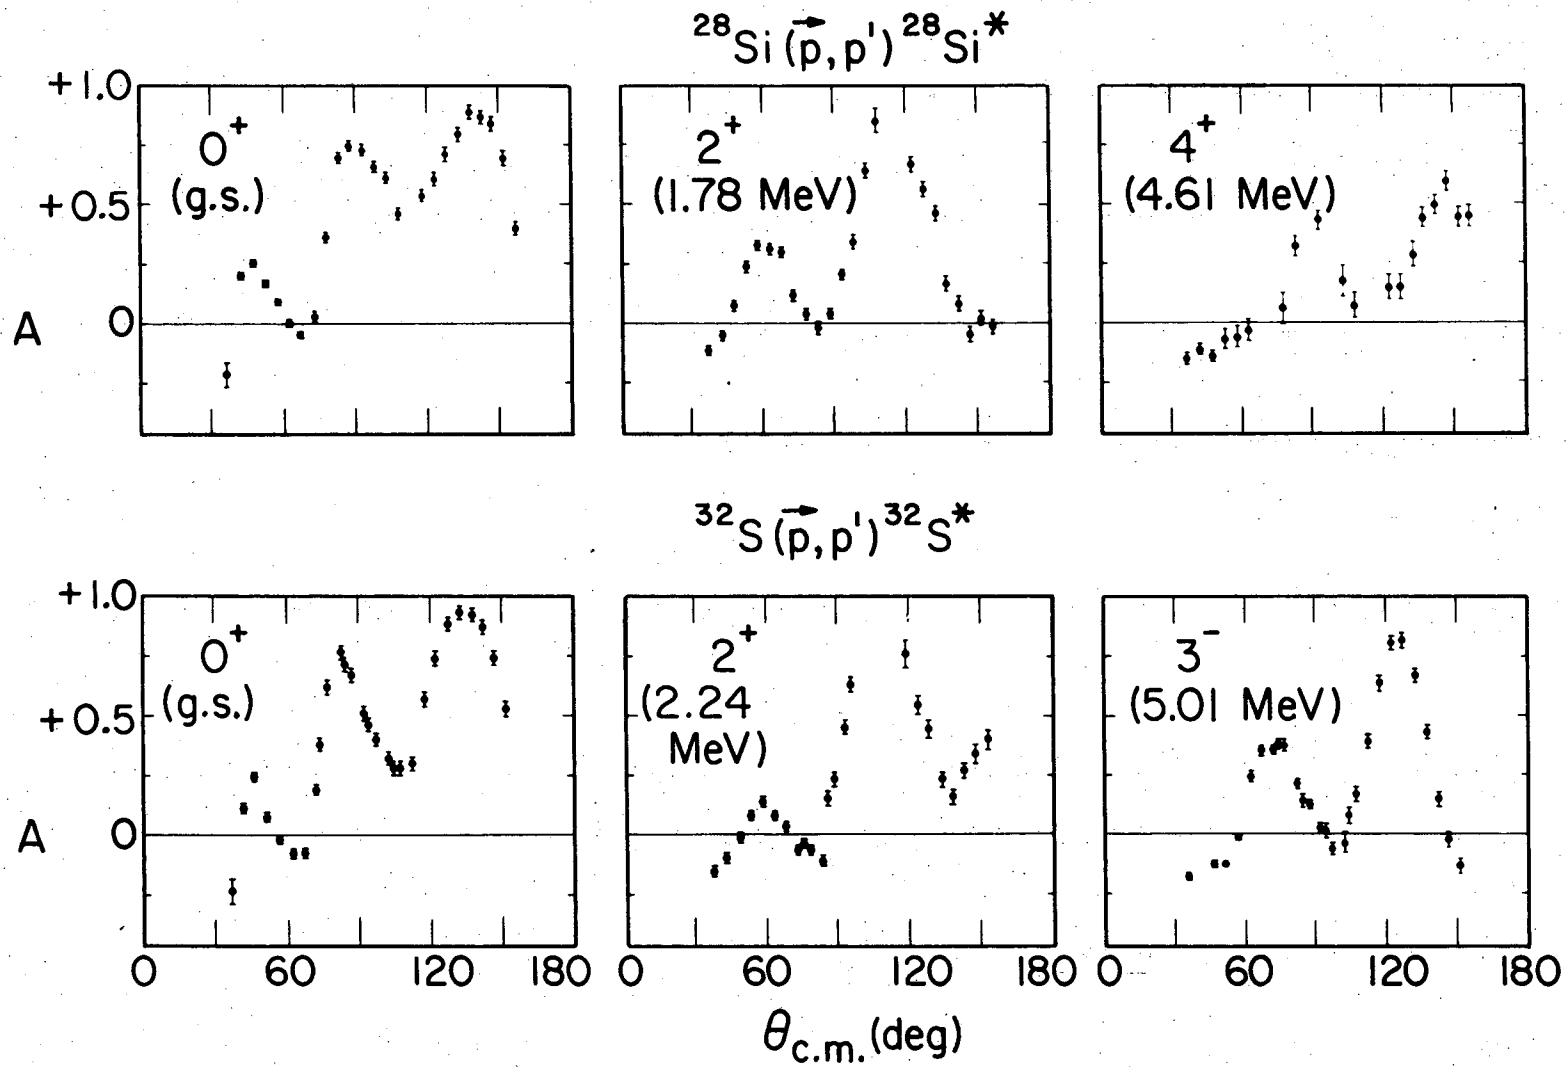 ²⁸Si(p⃗,p')²⁸Si*
+1.0
+0.5
A
0
0⁺
(g.s.)
2⁺
(1.78 MeV)
4⁺
(4.61 MeV)
³²S(p⃗,p')³²S*
+1.0
+0.5
A
0
0⁺
(g.s.)
2⁺
(2.24
MeV)
3⁻
(5.01 MeV)
0 60 120 180 0 60 120 180 0 60 120 180
θc.m.(deg)